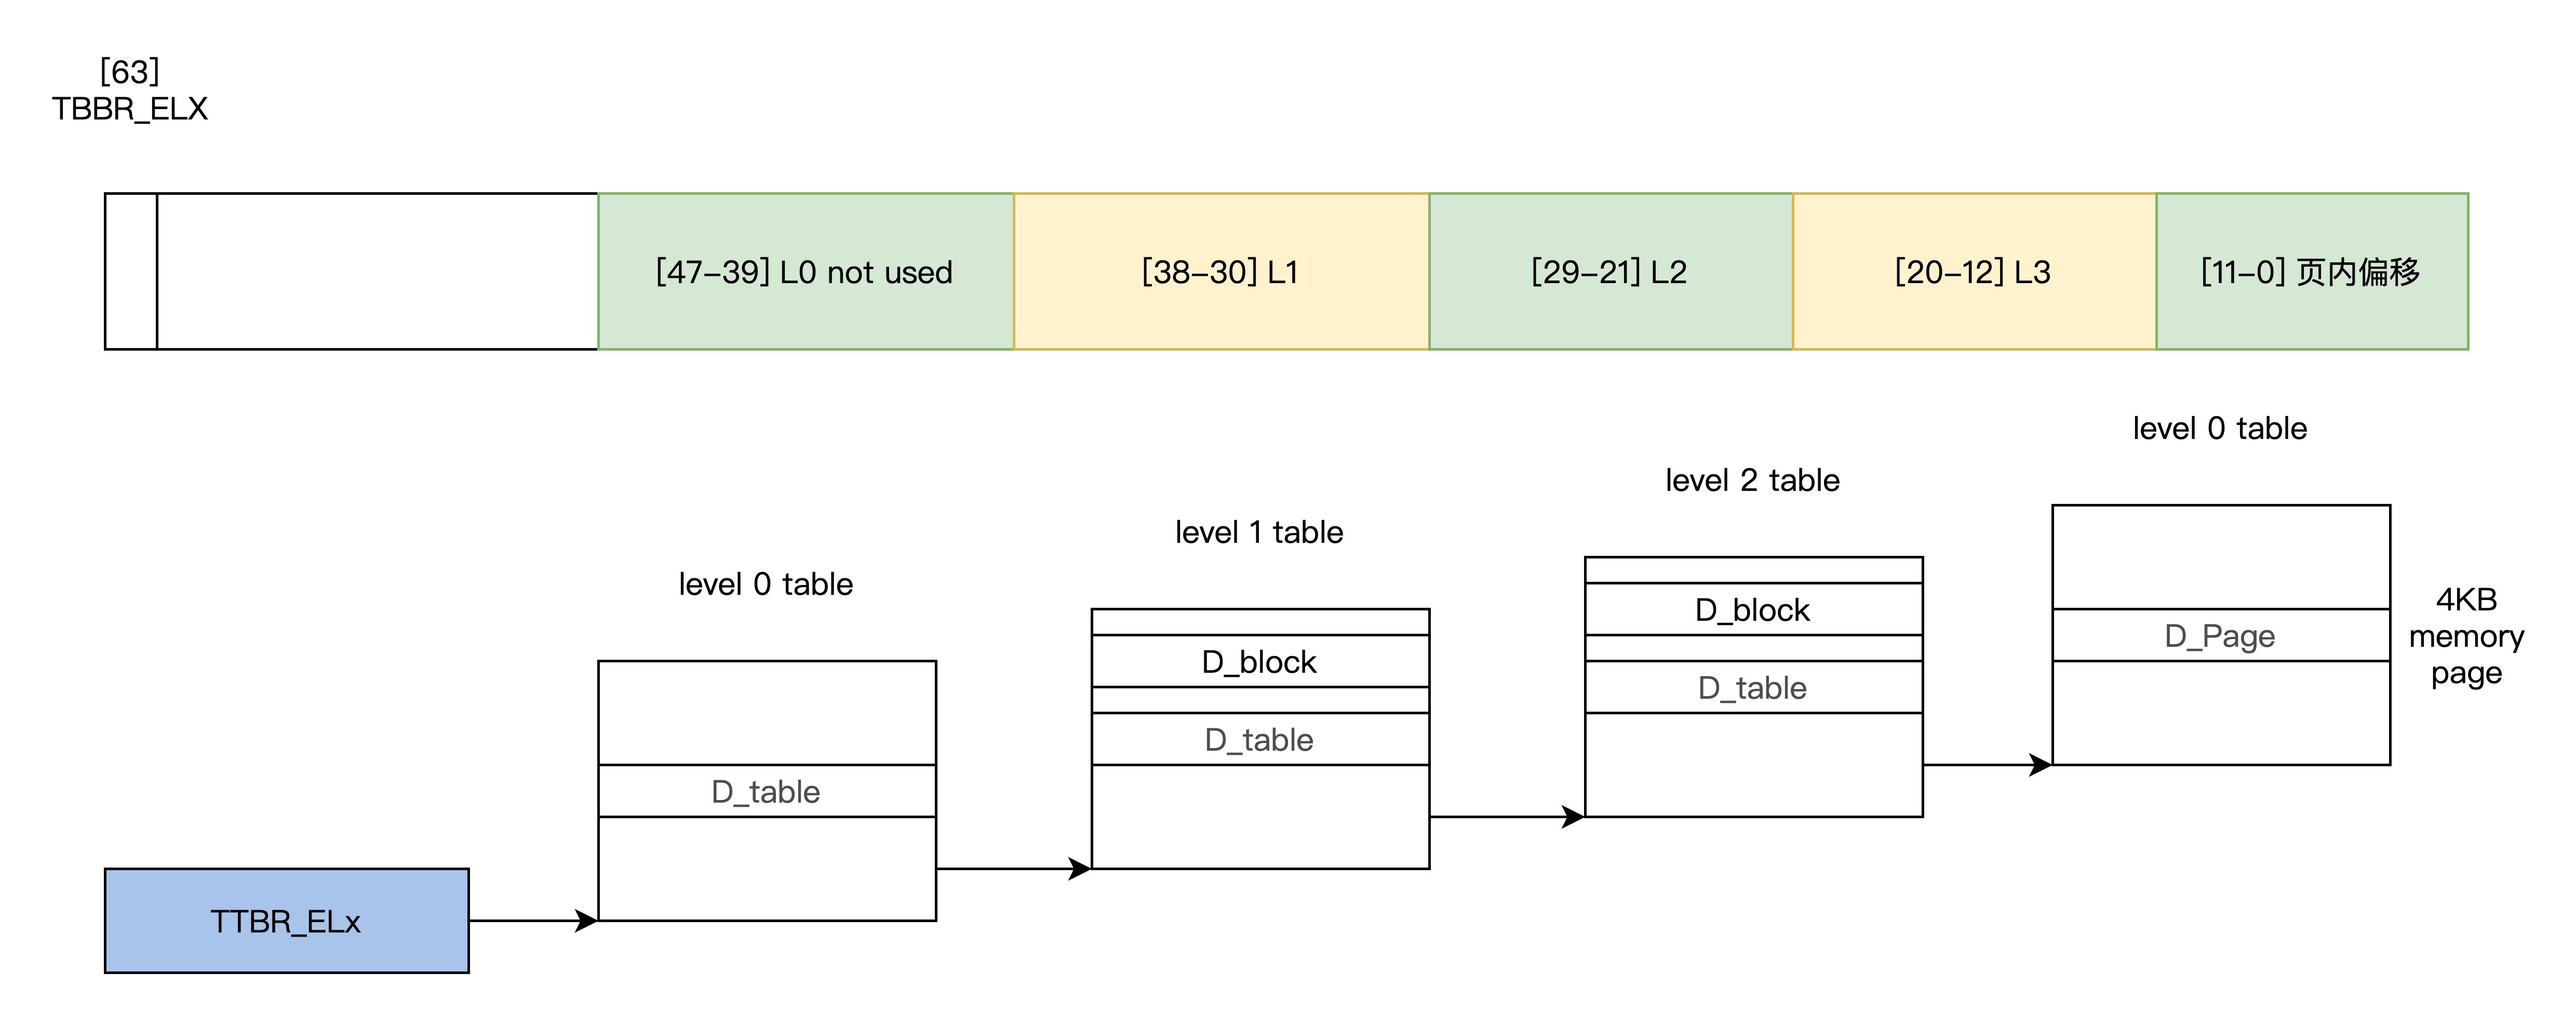 [63]
TBBR_ELX
[47-39] L0 not used
[38-30] L1
[29-21] L2
[20-12] L3
[11-0] 页内偏移
level 0 table
level 1 table
level 2 table
level 0 table
D_table
D_block
D_table
D_block
D_table
D_Page
4KB
memory
page
TTBR_ELx